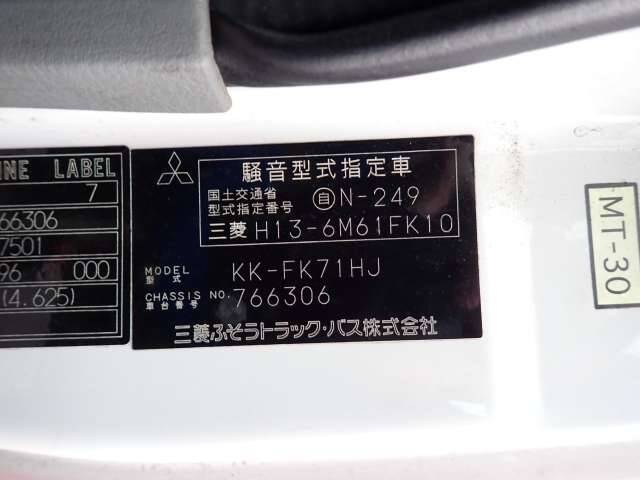 INE LABEL
7
66306
7501
96 000
(4.625)
騒音型式指定車
国土交通省
型式指定番号
自 N-249
三菱 H13-6M61FK10
MODEL
型式
KK-FK71HJ
CHASSIS NO.
車台番号
766306
三菱ふそうトラック・バス株式会社
MT-30